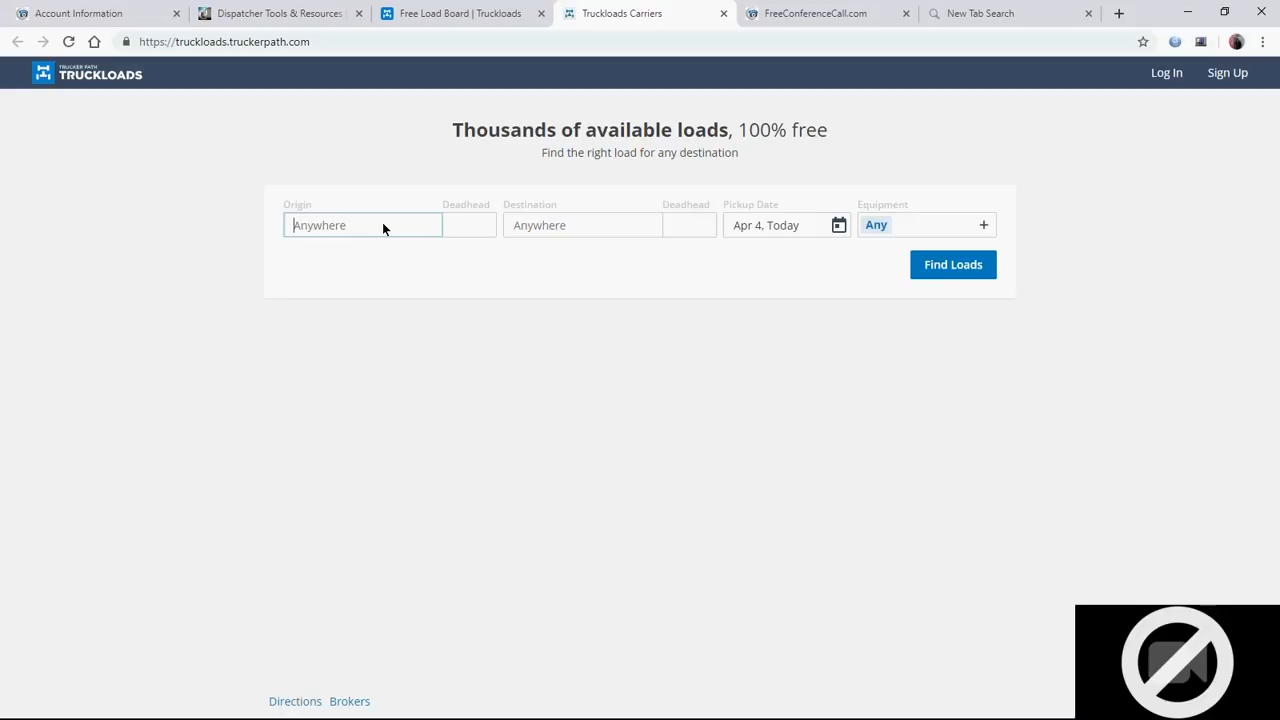 Account Information
Dispatcher Tools & Resources
Free Load Board | Truckloads
Truckloads Carriers
FreeConferenceCall.com
New Tab Search
https://truckloads.truckerpath.com
TRUCKER PATH
TRUCKLOADS
Log In
Sign Up
Thousands of available loads, 100% free
Find the right load for any destination
Origin
Deadhead
Destination
Deadhead
Pickup Date
Equipment
Anywhere
Anywhere
Apr 4, Today
Any
Find Loads
Directions
Brokers